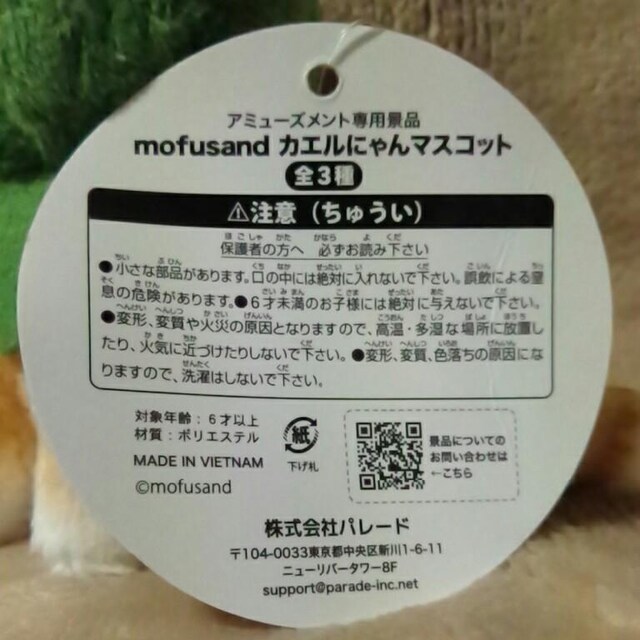 アミューズメント専用景品
mofusand カエルにゃんマスコット
全3種
⚠注意（ちゅうい）
保護者の方へ 必ずお読み下さい
●小さな部品があります。口の中には絶対に入れないで下さい。誤飲による窒
息の危険があります。●6才未満のお子様には絶対に与えないで下さい。
●変形、変質や火災の原因となりますので、高温・多湿な場所に放置し
たり、火気に近づけたりしないで下さい。●変形、変質、色落ちの原因にな
りますので、洗濯はしないで下さい。
対象年齢：6才以上
材質：ポリエステル
MADE IN VIETNAM
©mofusand
紙
下げ札
景品についての
お問い合わせは
←こちら
株式会社パレード
〒104-0033東京都中央区新川1-6-11
ニューリバータワー8F
support@parade-inc.net